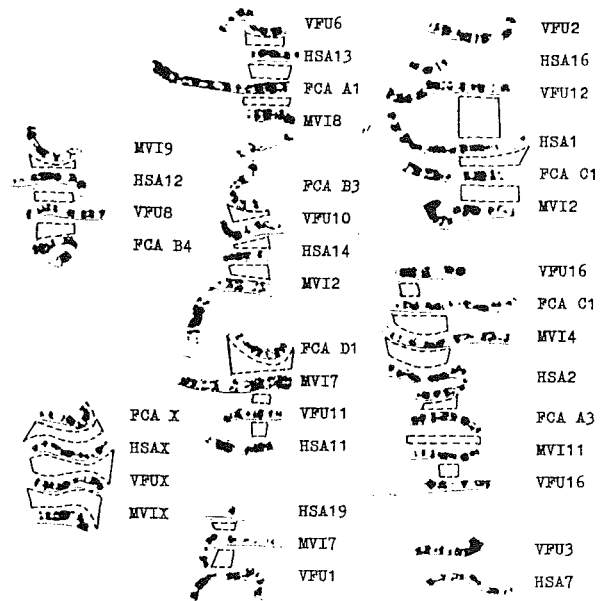 VFU6
HSA13
FCA A1
MVI8
VFU2
HSA16
VFU12
HSA1
FCA C1
MVI2
MVI9
HSA12
VFU8
FCA B4
FCA B3
VFU10
HSA14
MVI2
FCA D1
MVI7
VFU11
HSA11
VFU16
FCA C1
MVI4
HSA2
FCA A3
MVI11
VFU16
FCA X
HSAX
VFUX
MVIX
HSA19
MVI7
VFU1
VFU3
HSA7